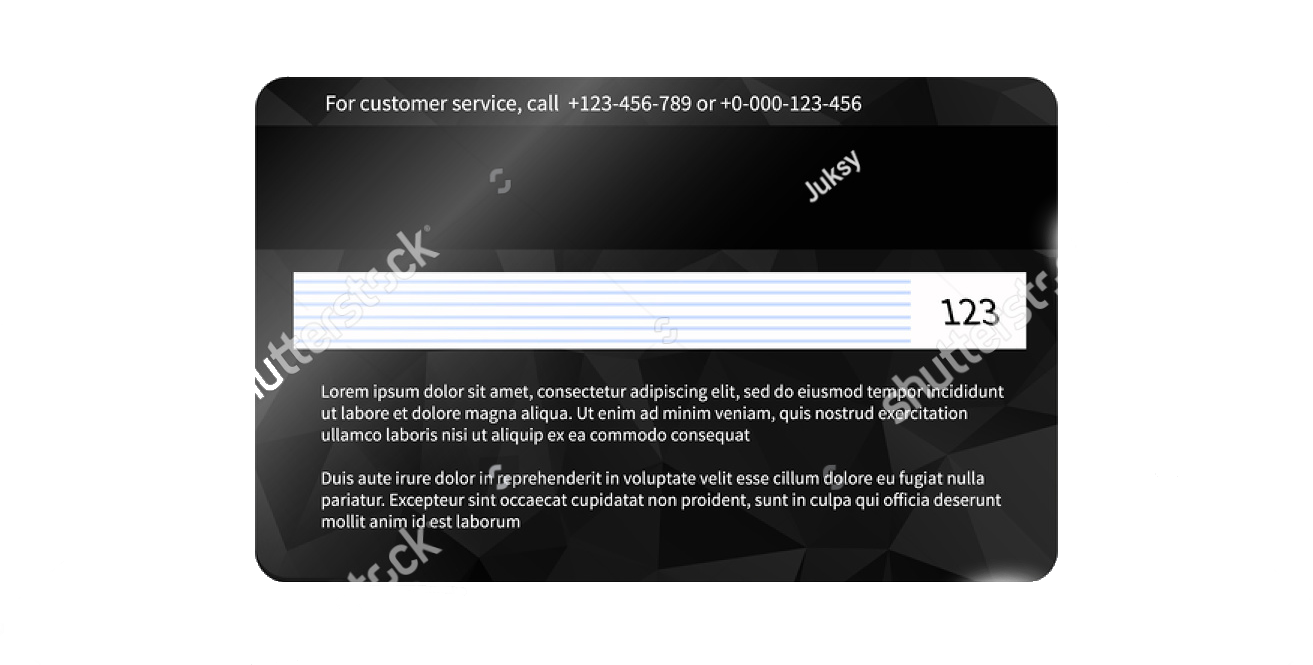 For customer service, call +123-456-789 or +0-000-123-456
Juksy
shutterstock
123
shutterst
Lorem ipsum dolor sit amet, consectetur adipiscing elit, sed do eiusmod tempor incididunt
ut labore et dolore magna aliqua. Ut enim ad minim veniam, quis nostrud exercitation
ullamco laboris nisi ut aliquip ex ea commodo consequat
Duis aute irure dolor in reprehenderit in voluptate velit esse cillum dolore eu fugiat nulla
pariatur. Excepteur sint occaecat cupidatat non proident, sunt in culpa qui officia deserunt
mollit anim id est laborum
stock